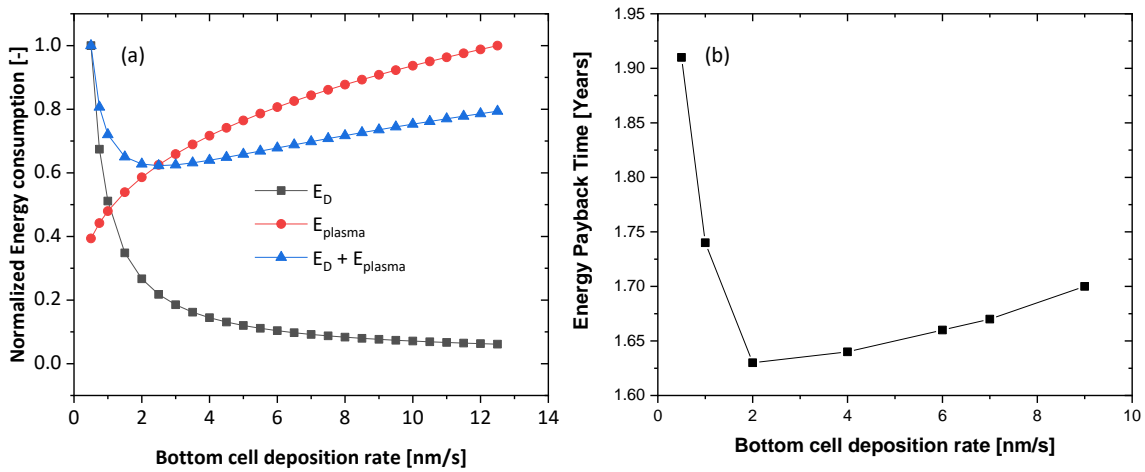 (a)
Normalized Energy consumption [-]
1.0
0.8
0.6
0.4
0.2
0.0
E_D
E_plasma
E_D + E_plasma
0 2 4 6 8 10 12 14
Bottom cell deposition rate [nm/s]
(b)
Energy Payback Time [Years]
1.95
1.90
1.85
1.80
1.75
1.70
1.65
1.60
0 2 4 6 8 10
Bottom cell deposition rate [nm/s]